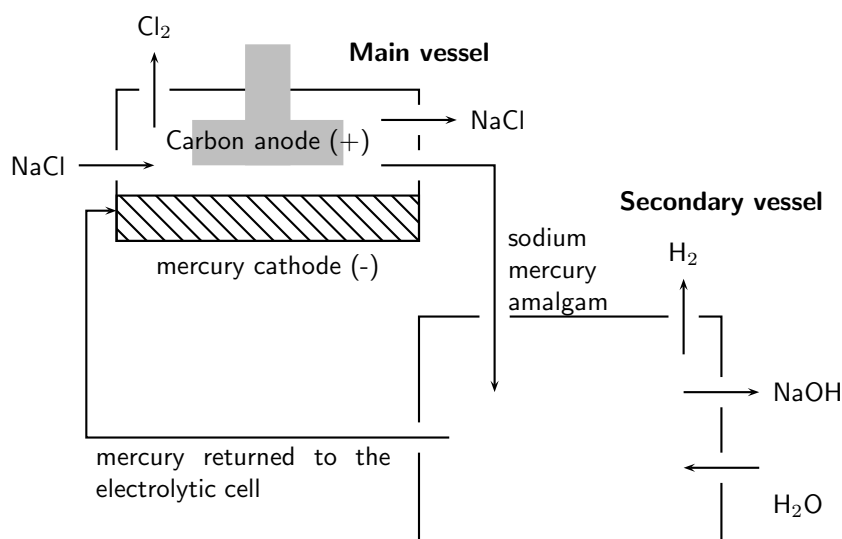 Cl₂
Main vessel
NaCl
Carbon anode (+)
NaCl
Secondary vessel
mercury cathode (-)
sodium
mercury
amalgam
H₂
NaOH
mercury returned to the
electrolytic cell
H₂O